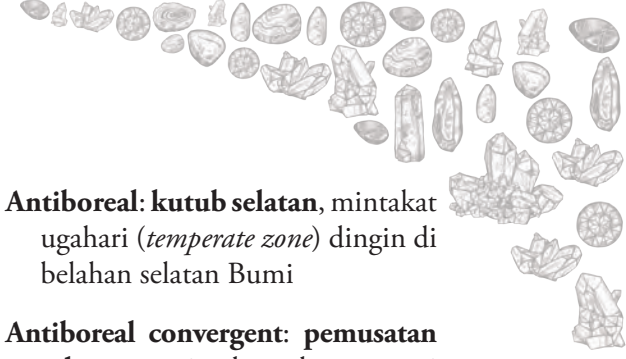 Antiboreal: kutub selatan, mintakat
ugahari (temperate zone) dingin di
belahan selatan Bumi
Antiboreal convergent: pemusatan